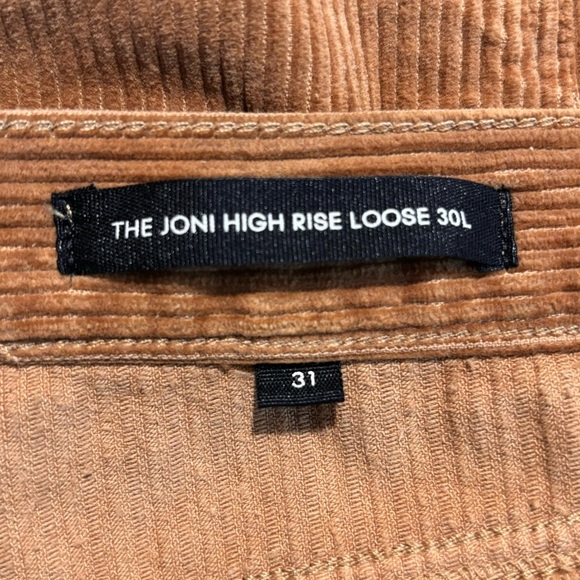 THE JONI HIGH RISE LOOSE 30L
31